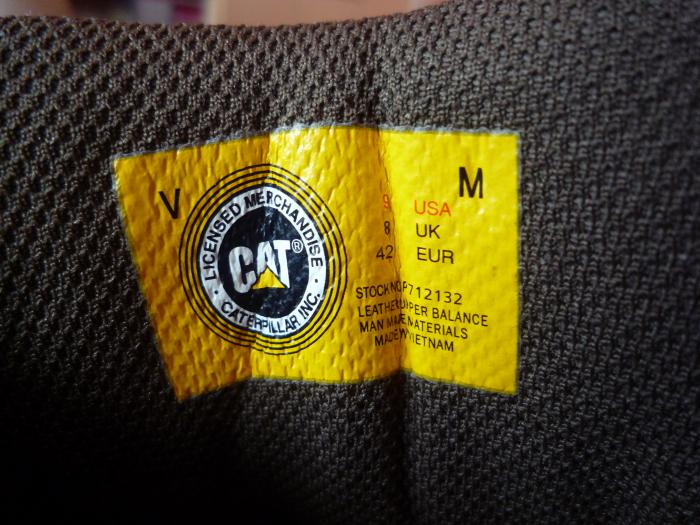 V
M
LICENSED MERCHANDISE
CAT®
CATERPILLAR INC.
9 USA
8 UK
42 EUR
STOCK NO P712132
LEATHER UPPER BALANCE
MAN MADE MATERIALS
MADE VIETNAM